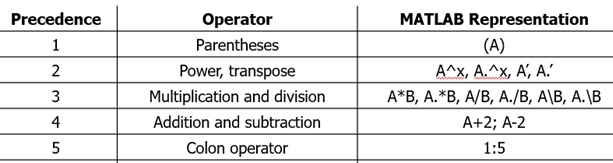 Precedence Operator MATLAB Representation
1 Parentheses (A)
2 Power, transpose A^x, A.^x, A′, A.′
3 Multiplication and division A*B, A.*B, A/B, A./B, A\B, A.\B
4 Addition and subtraction A+2; A-2
5 Colon operator 1:5